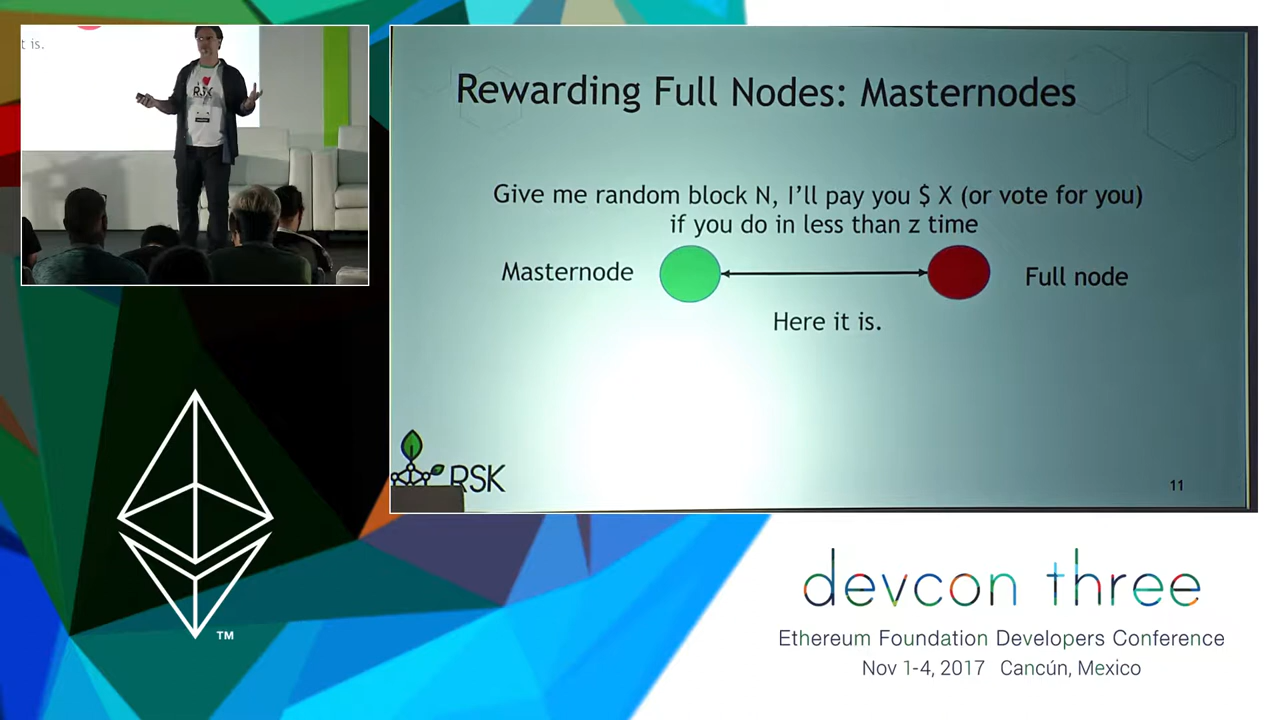 t is.
RSK
Rewarding Full Nodes: Masternodes
Give me random block N, I'll pay you $ X (or vote for you)
if you do in less than z time
Masternode
Full node
Here it is.
RSK
11
TM
devcon three
Ethereum Foundation Developers Conference
Nov 1-4, 2017 Cancún, Mexico